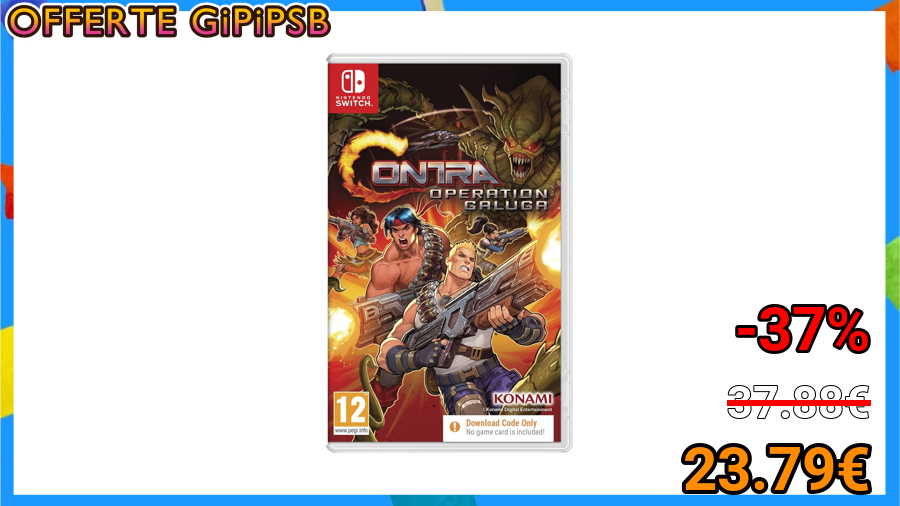 OFFERTE GiPiPSB
NINTENDO
SWITCH.
CONTRA
OPERATION
GALUGA
12
www.pegi.info
KONAMI
Konami Digital Entertainment
! Download Code Only
No game card is included!
-37%
37.88€
23.79€